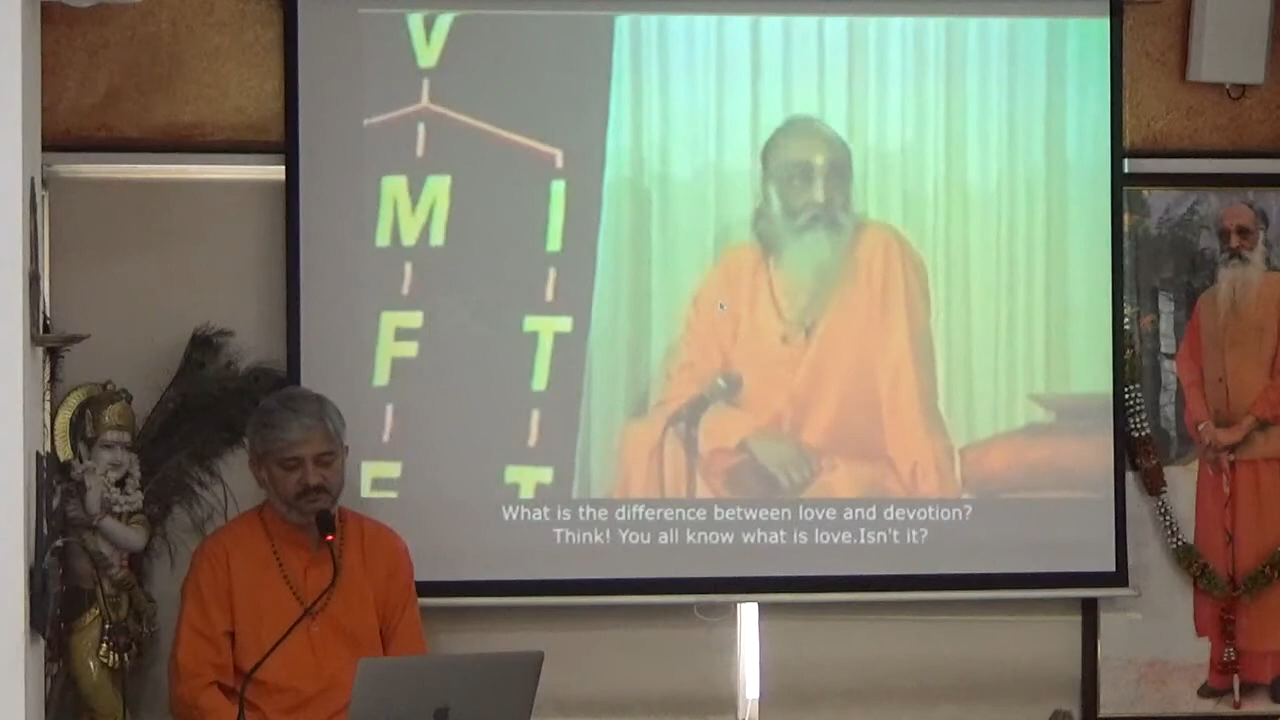 V
M I
F T
E T
What is the difference between love and devotion?
Think! You all know what is love.Isn't it?